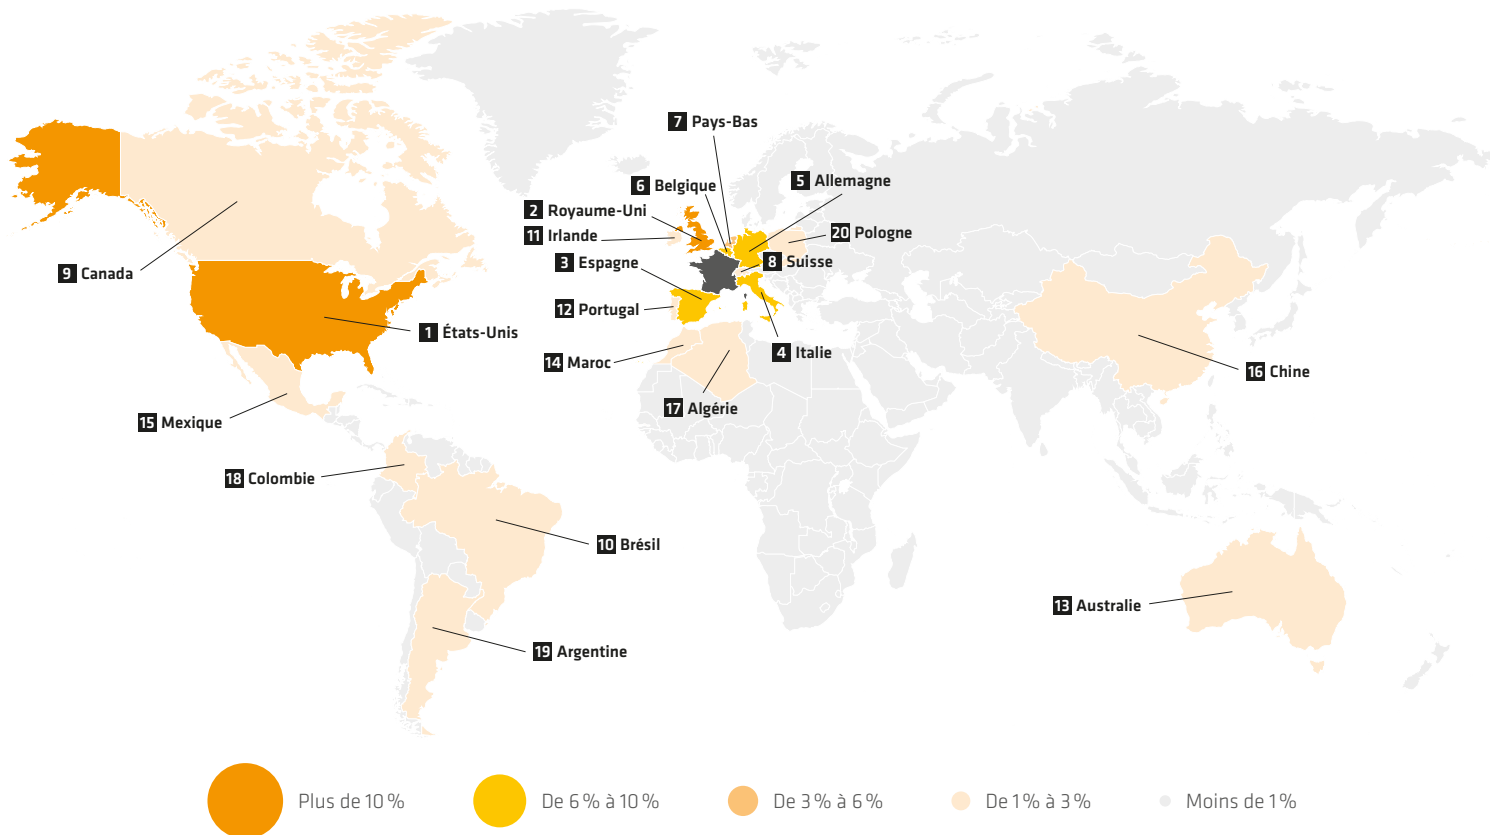 7 Pays-Bas
6 Belgique
5 Allemagne
2 Royaume-Uni
11 Irlande
20 Pologne
3 Espagne
8 Suisse
9 Canada
12 Portugal
1 États-Unis
4 Italie
14 Maroc
16 Chine
17 Algérie
15 Mexique
18 Colombie
10 Brésil
13 Australie
19 Argentine
Plus de 10 %
De 6 % à 10 %
De 3 % à 6 %
De 1 % à 3 %
Moins de 1 %